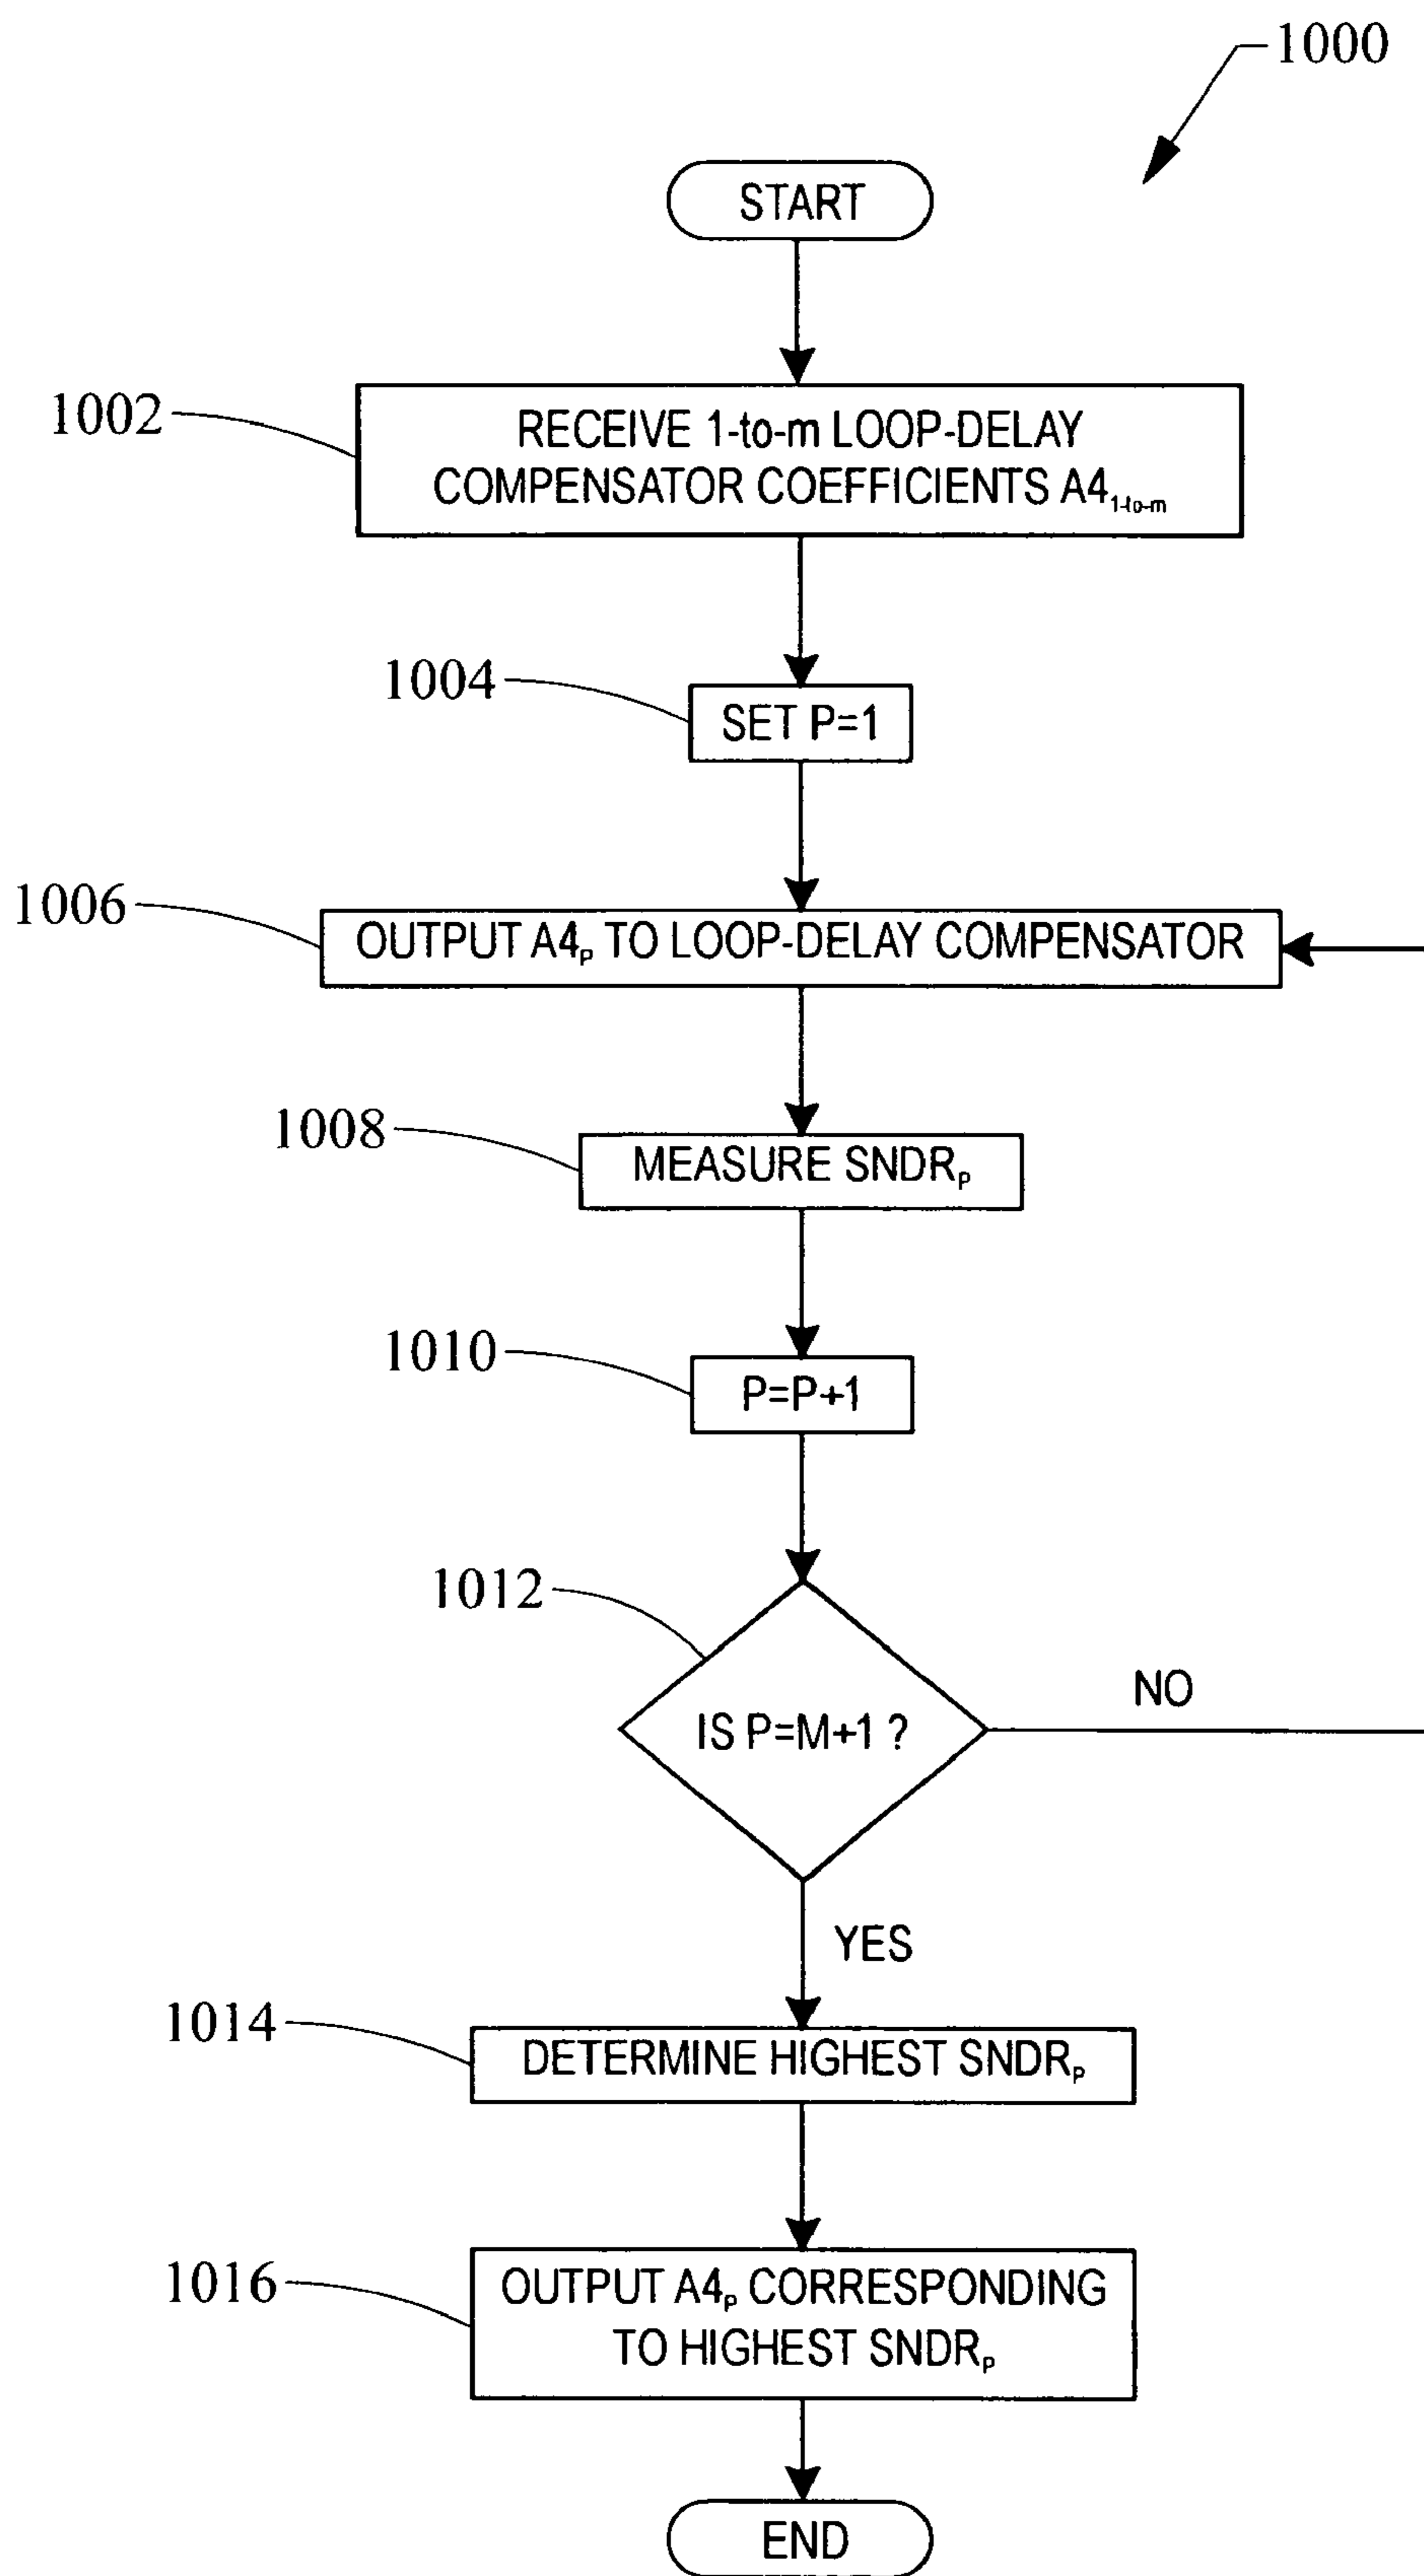 1000
START
1002
RECEIVE 1-to-m LOOP-DELAY
COMPENSATOR COEFFICIENTS A4₁₋ₜₒ₋ₘ
1004
SET P=1
1006
OUTPUT A4ₚ TO LOOP-DELAY COMPENSATOR
1008
MEASURE SNDRₚ
1010
P=P+1
1012
IS P=M+1 ?
NO
YES
1014
DETERMINE HIGHEST SNDRₚ
1016
OUTPUT A4ₚ CORRESPONDING
TO HIGHEST SNDRₚ
END